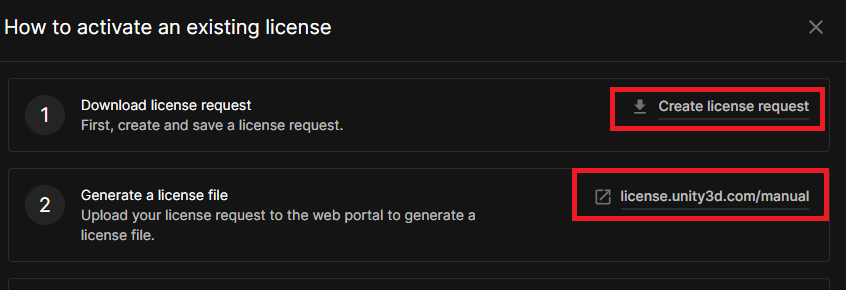 How to activate an existing license
1
Download license request
First, create and save a license request.
Create license request
2
Generate a license file
Upload your license request to the web portal to generate a
license file.
license.unity3d.com/manual